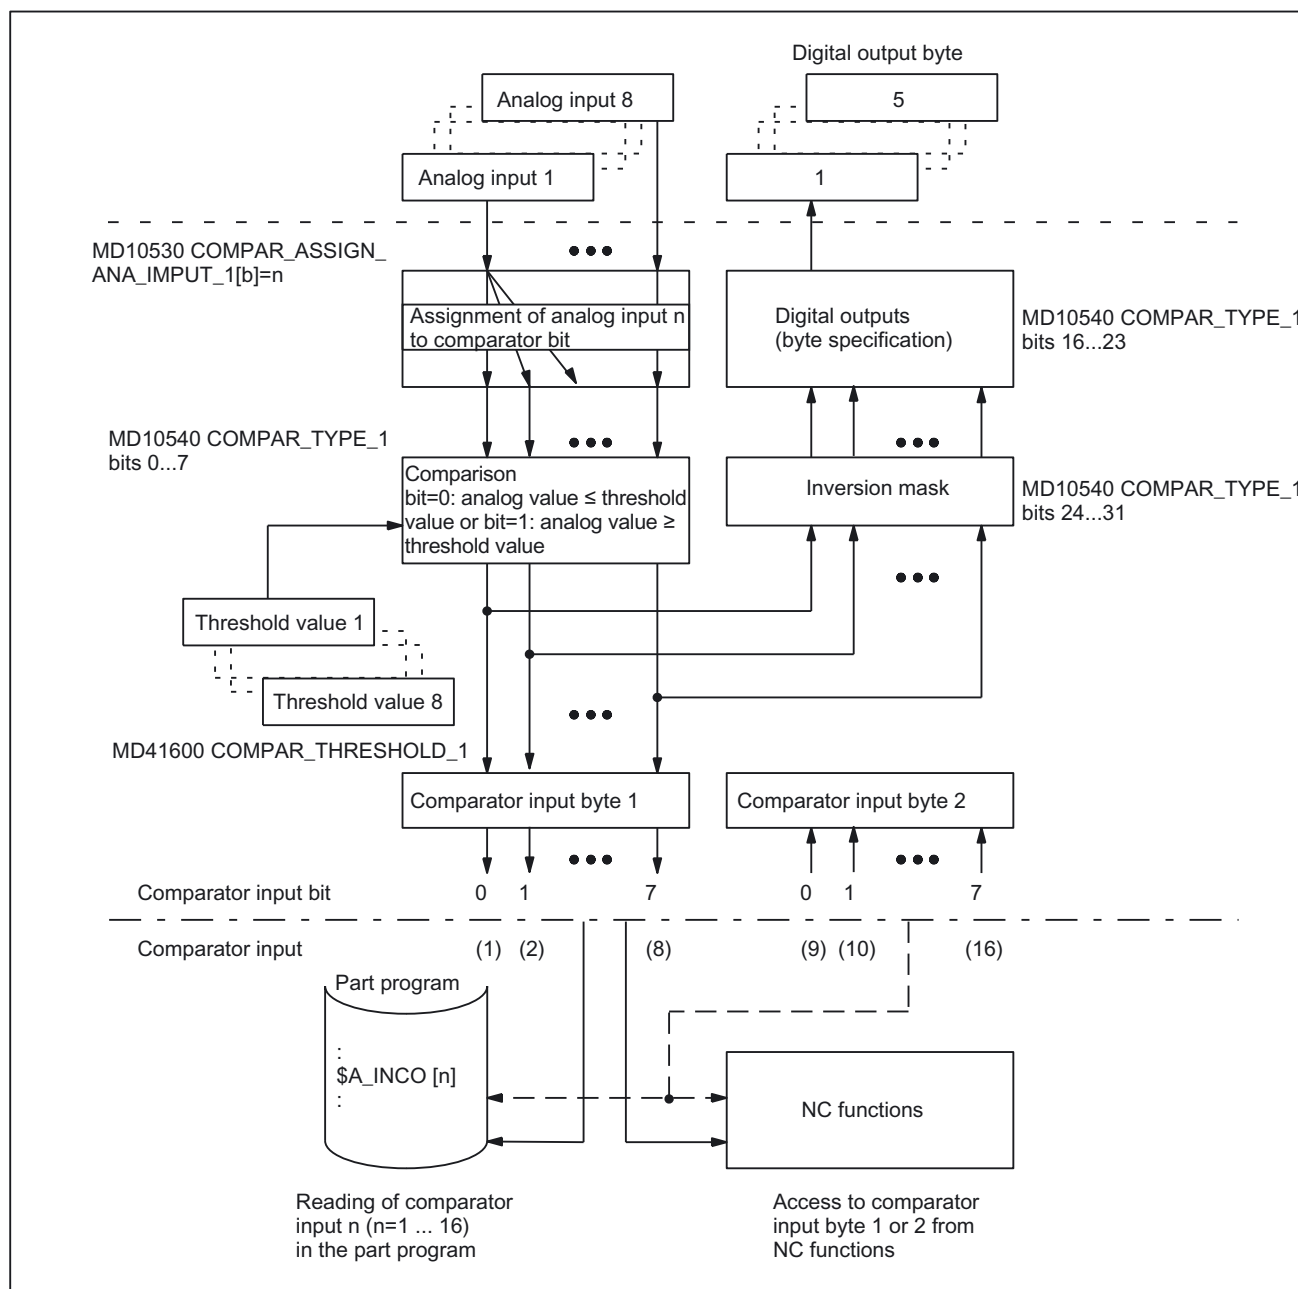 Digital output byte
Analog input 8
5
Analog input 1
1
MD10530 COMPAR_ASSIGN_
ANA_IMPUT_1[b]=n
Assignment of analog input n
to comparator bit
Digital outputs
(byte specification)
MD10540 COMPAR_TYPE_1
bits 16...23
MD10540 COMPAR_TYPE_1
bits 0...7
Comparison
bit=0: analog value ≤ threshold
value or bit=1: analog value ≥
threshold value
Inversion mask
MD10540 COMPAR_TYPE_1
bits 24...31
Threshold value 1
Threshold value 8
MD41600 COMPAR_THRESHOLD_1
Comparator input byte 1
Comparator input byte 2
Comparator input bit
0 1 7 0 1 7
Comparator input
(1) (2) (8) (9) (10) (16)
Part program
:
$A_INCO [n]
:
NC functions
Reading of comparator
input n (n=1 ... 16)
in the part program
Access to comparator
input byte 1 or 2 from
NC functions